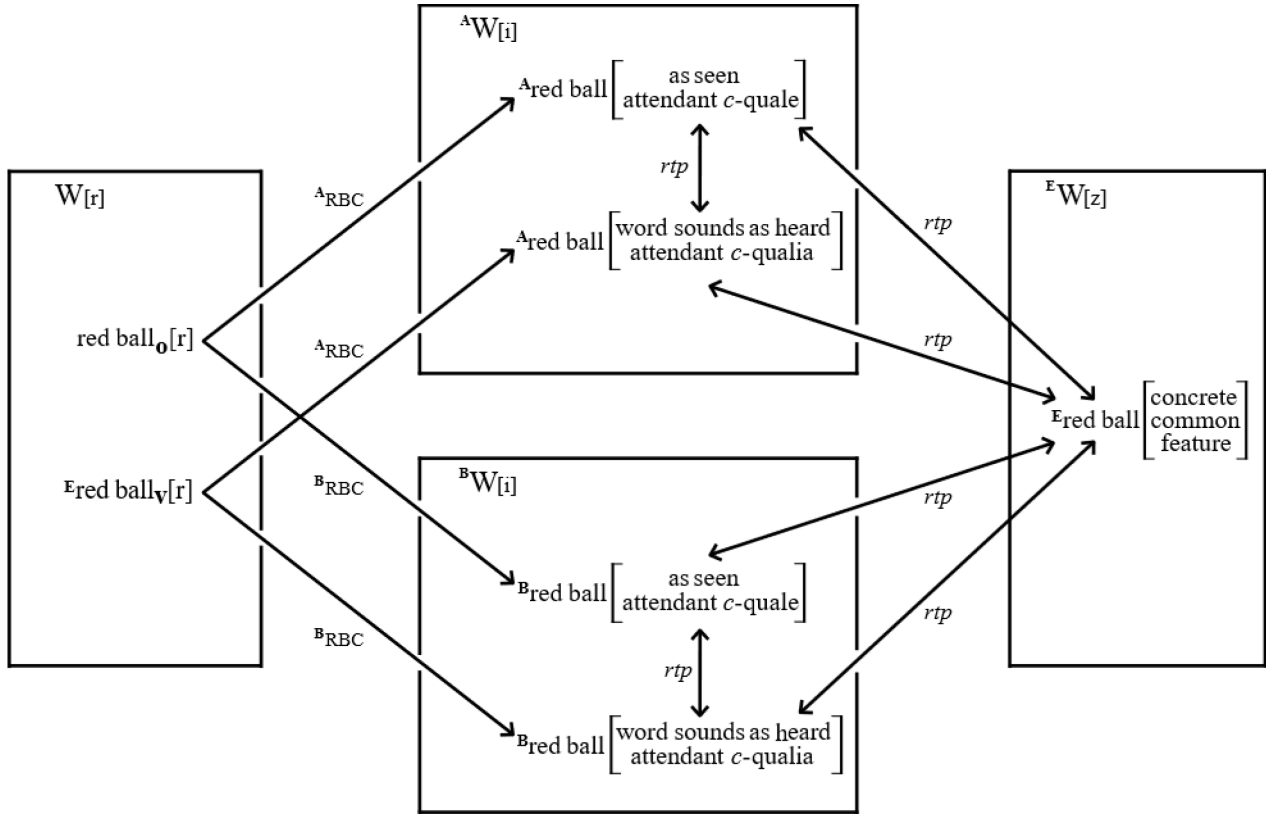 ᴬW[i]
ᴬred ball [as seen
attendant c-quale]
rtp
ᴬred ball [word sounds as heard
attendant c-qualia]
W[r]
red ballₒ[r]
ᴱred ballᵥ[r]
ᴬRBC
ᴬRBC
ᴮRBC
ᴮRBC
ᴮW[i]
ᴮred ball [as seen
attendant c-quale]
rtp
ᴮred ball [word sounds as heard
attendant c-qualia]
rtp
rtp
rtp
rtp
ᴱW[z]
ᴱred ball [concrete
common
feature]